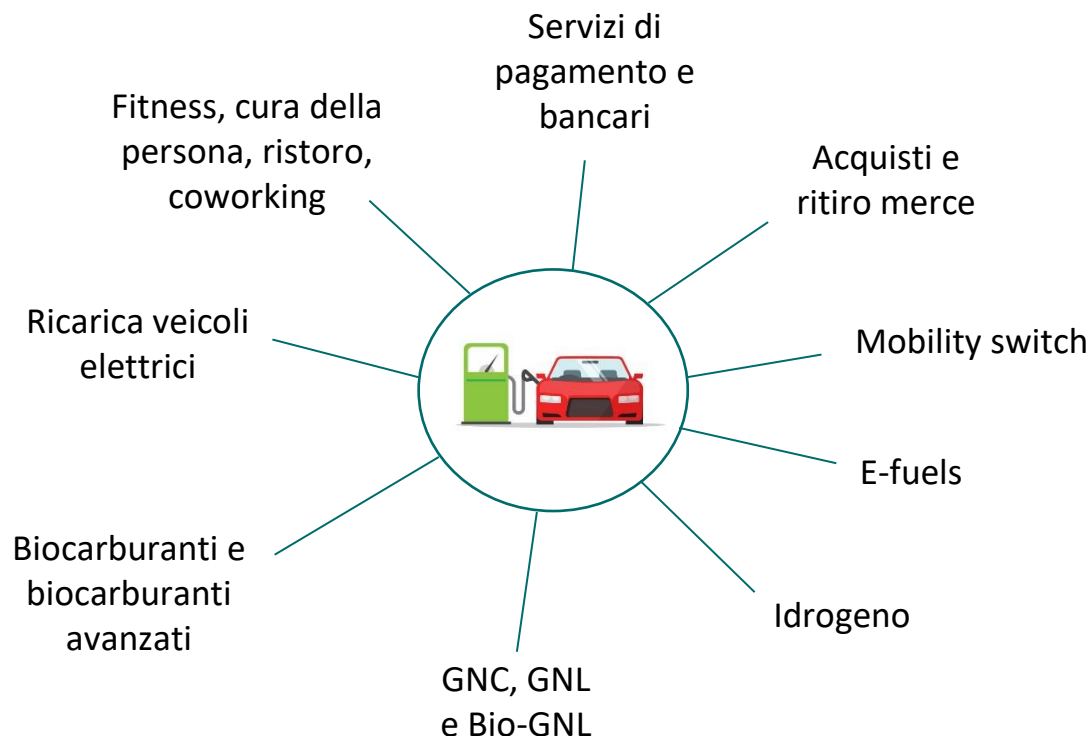 Servizi di
pagamento e
bancari
Fitness, cura della
persona, ristoro,
coworking
Acquisti e
ritiro merce
Ricarica veicoli
elettrici
Mobility switch
E-fuels
Biocarburanti e
biocarburanti
avanzati
Idrogeno
GNC, GNL
e Bio-GNL